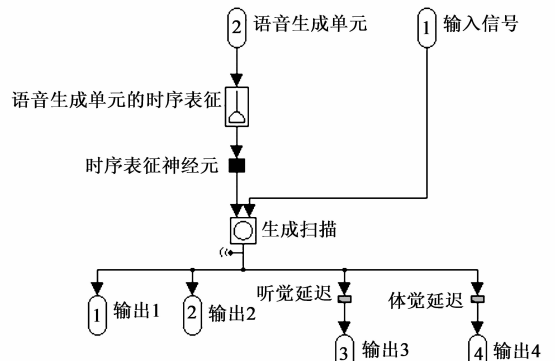 2 语音生成单元
1 输入信号
语音生成单元的时序表征
时序表征神经元
生成扫描
听觉延迟
体觉延迟
1 输出1
2 输出2
3 输出3
4 输出4